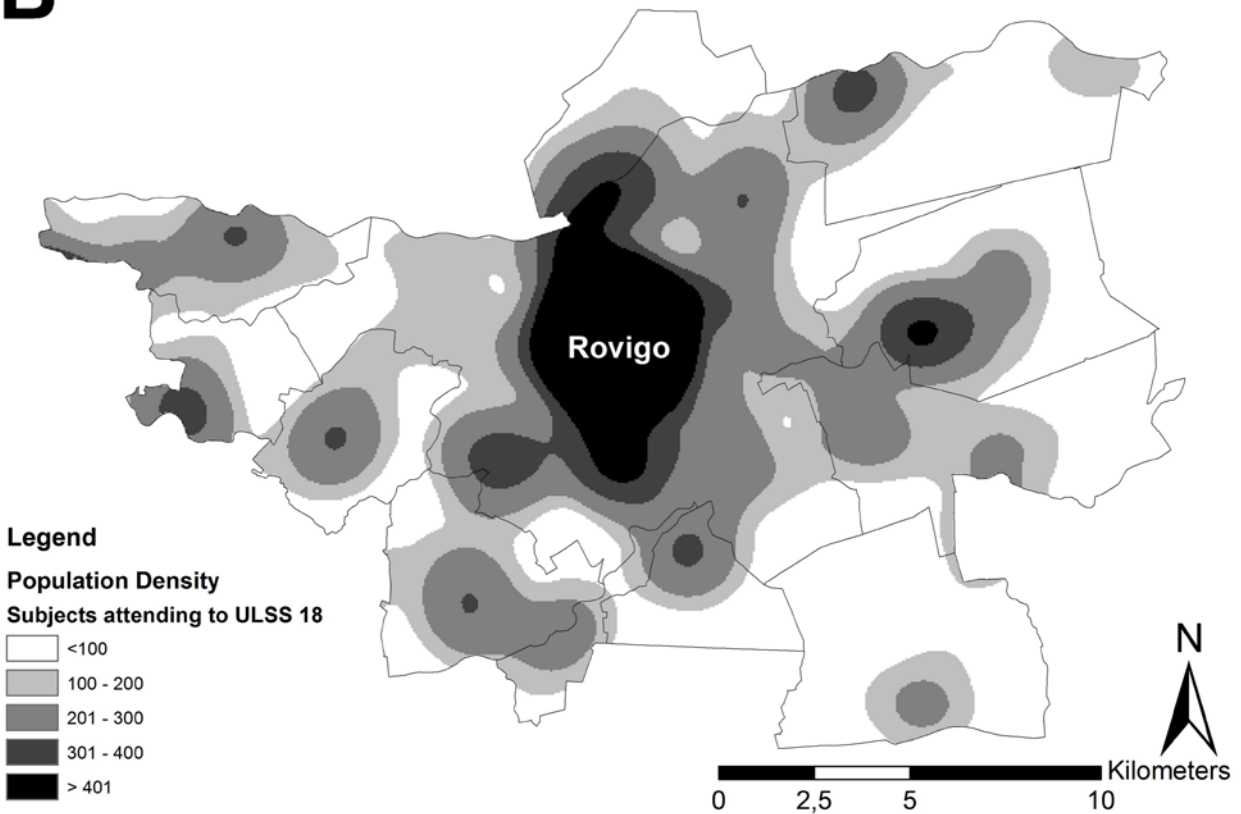 B
Rovigo
Legend
Population Density
Subjects attending to ULSS 18
<100
100 - 200
201 - 300
301 - 400
> 401
N
Kilometers
0 2,5 5 10